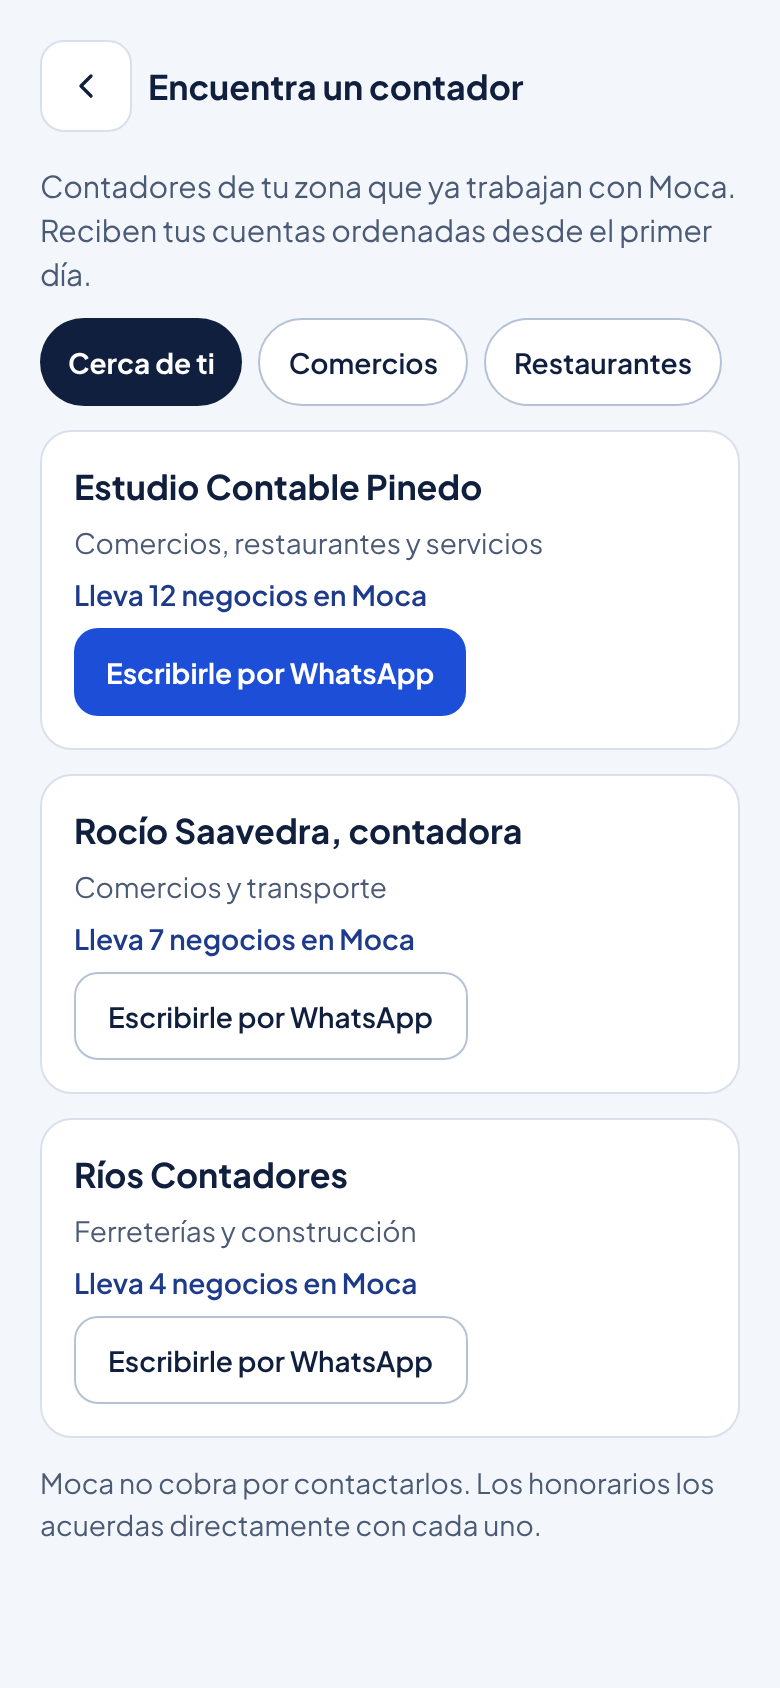 Encuentra un contador
Contadores de tu zona que ya trabajan con Moca.
Reciben tus cuentas ordenadas desde el primer
día.
Cerca de ti
Comercios
Restaurantes
Estudio Contable Pinedo
Comercios, restaurantes y servicios
Lleva 12 negocios en Moca
Escribirle por WhatsApp
Rocío Saavedra, contadora
Comercios y transporte
Lleva 7 negocios en Moca
Escribirle por WhatsApp
Ríos Contadores
Ferreterías y construcción
Lleva 4 negocios en Moca
Escribirle por WhatsApp
Moca no cobra por contactarlos. Los honorarios los
acuerdas directamente con cada uno.